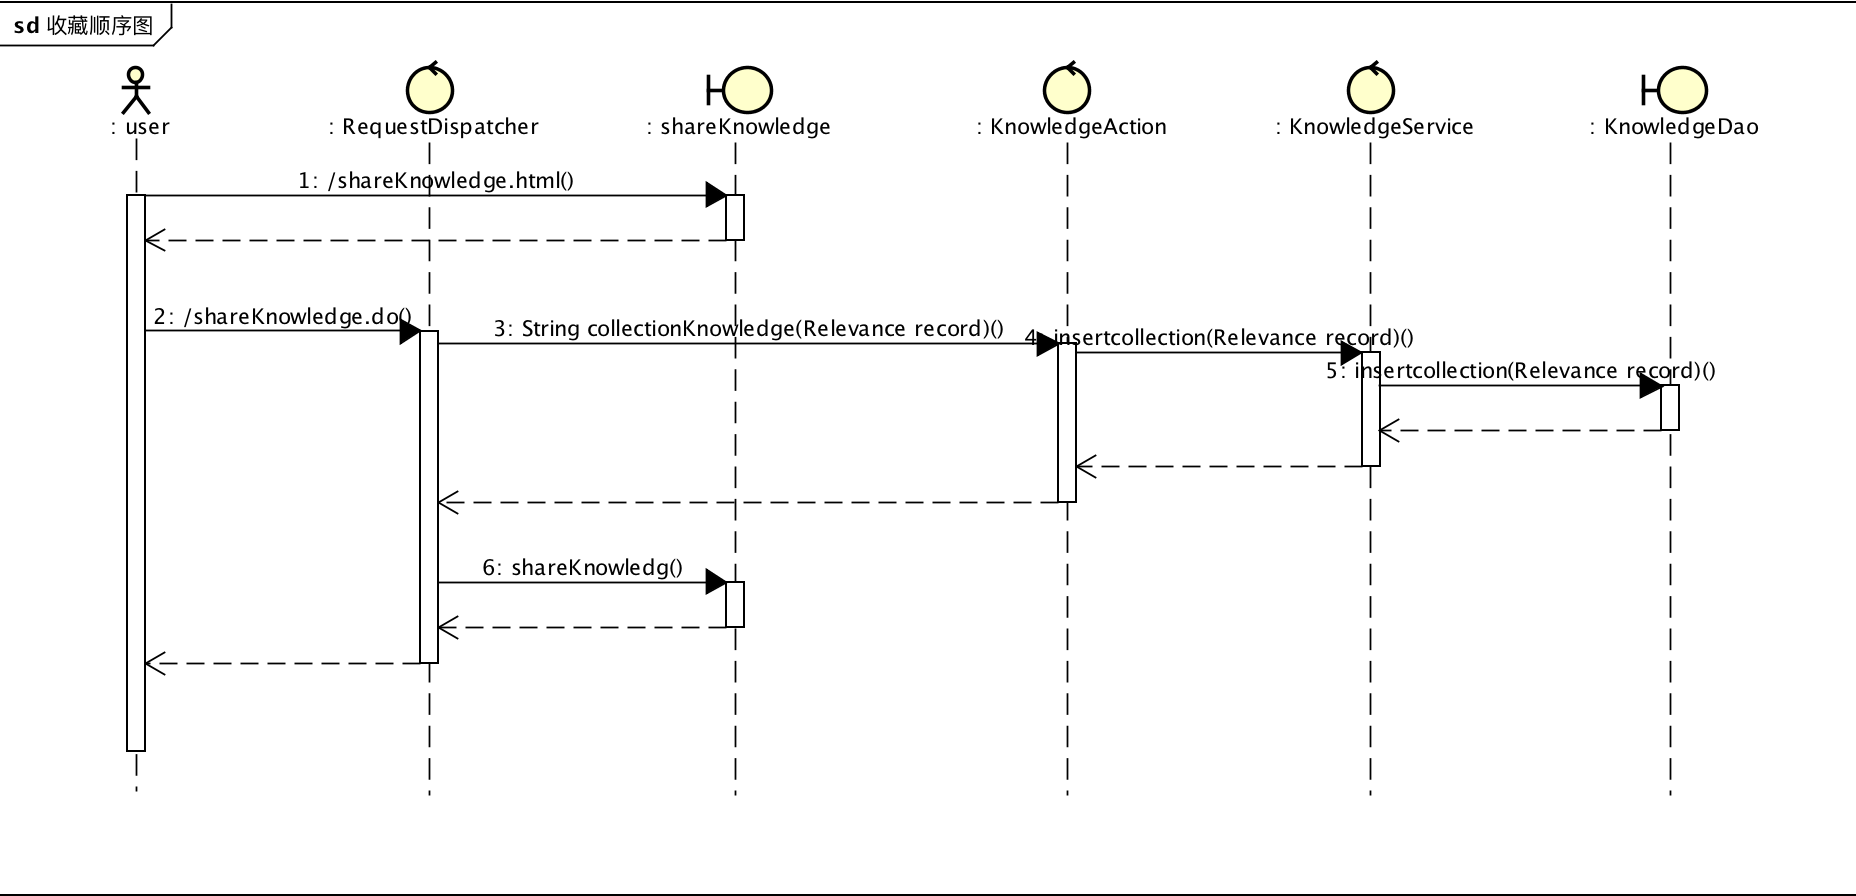 sd 收藏顺序图
: user
: RequestDispatcher
: shareKnowledge
: KnowledgeAction
: KnowledgeService
: KnowledgeDao
1: /shareKnowledge.html()
2: /shareKnowledge.do()
3: String collectionKnowledge(Relevance record)()
4: insertcollection(Relevance record)()
5: insertcollection(Relevance record)()
6: shareKnowledg()